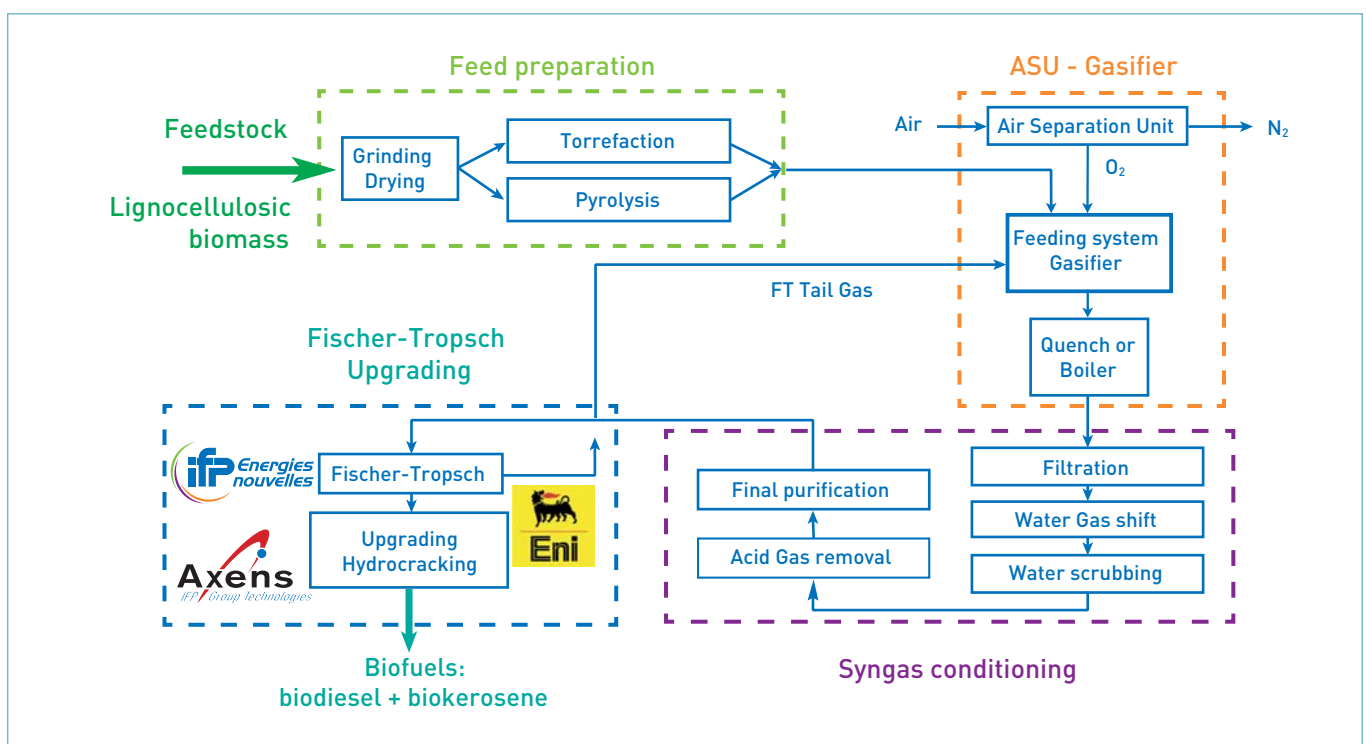 Feed preparation
ASU - Gasifier
Feedstock
Lignocellulosic
biomass
Grinding
Drying
Torrefaction
Pyrolysis
Air
Air Separation Unit
N₂
O₂
Feeding system
Gasifier
FT Tail Gas
Quench or
Boiler
Fischer-Tropsch
Upgrading
ifp Energies
nouvelles
Fischer-Tropsch
Eni
Axens
IFP Group Technologies
Upgrading
Hydrocracking
Final purification
Acid Gas removal
Filtration
Water Gas shift
Water scrubbing
Biofuels:
biodiesel + biokerosene
Syngas conditioning